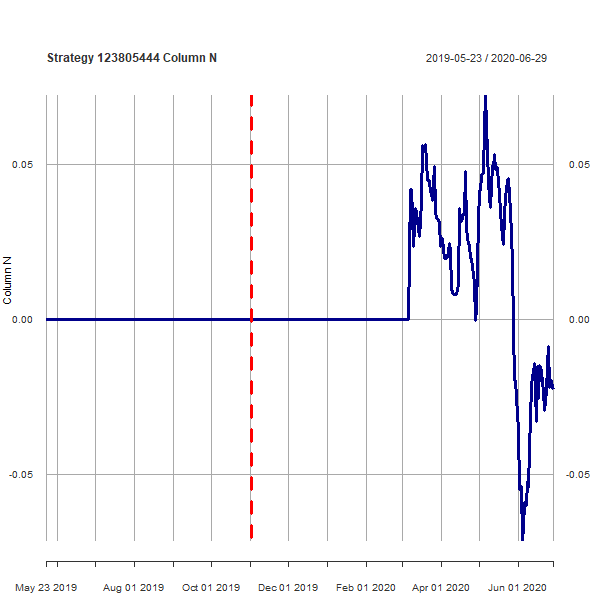 Strategy 123805444 Column N
2019-05-23 / 2020-06-29
0.05
0.05
Column N
0.00
0.00
-0.05
-0.05
May 23 2019
Aug 01 2019
Oct 01 2019
Dec 01 2019
Feb 01 2020
Apr 01 2020
Jun 01 2020